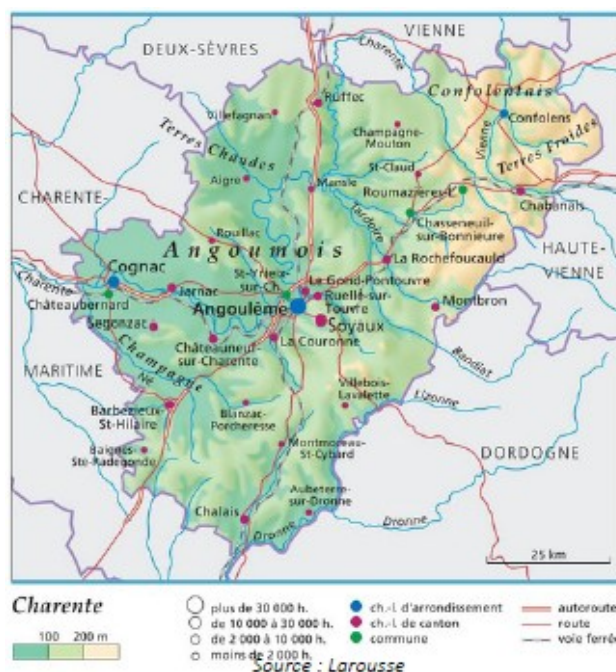 VIENNE
DEUX-SÈVRES
Charente
Ruffec
Confolentais
Villefagnan
Champagne-
Mouton
Confolens
Terres Chaudes
Vienne
Terres Froides
St-Claud
Aigre
Mansle
Roumazières-L.
CHARENTE-
Chabanais
Tardoire
Chasseneuil-
sur-Bonnieure
Rouillac
HAUTE-
VIENNE
Angoumois
La Rochefoucauld
Cognac
St-Yrieix-
sur-Ch.
Charente
Jarnac
Le Gond-Pontouvre
Ruelle-sur-
Touvre
Châteaubernard
Montbron
Angoulême
Segonzac
Soyaux
Châteauneuf-
sur-Charente
La Couronne
Champagne
Bandiat
MARITIME
Né
Villebois-
Lavalette
Lizonne
Barbezieux-
St-Hilaire
Blanzac-
Porcheresse
Baignes-
Ste-Radegonde
Montmoreau-
St-Cybard
DORDOGNE
Aubeterre-
sur-Dronne
Chalais
Dronne
Dronne
25 km
Charente
100 200 m
plus de 30 000 h.
de 10 000 à 30 000 h.
de 2 000 à 10 000 h.
moins de 2 000 h.
ch.-l. d'arrondissement
ch.-l. de canton
commune
autoroute
route
voie ferrée
Source : Larousse